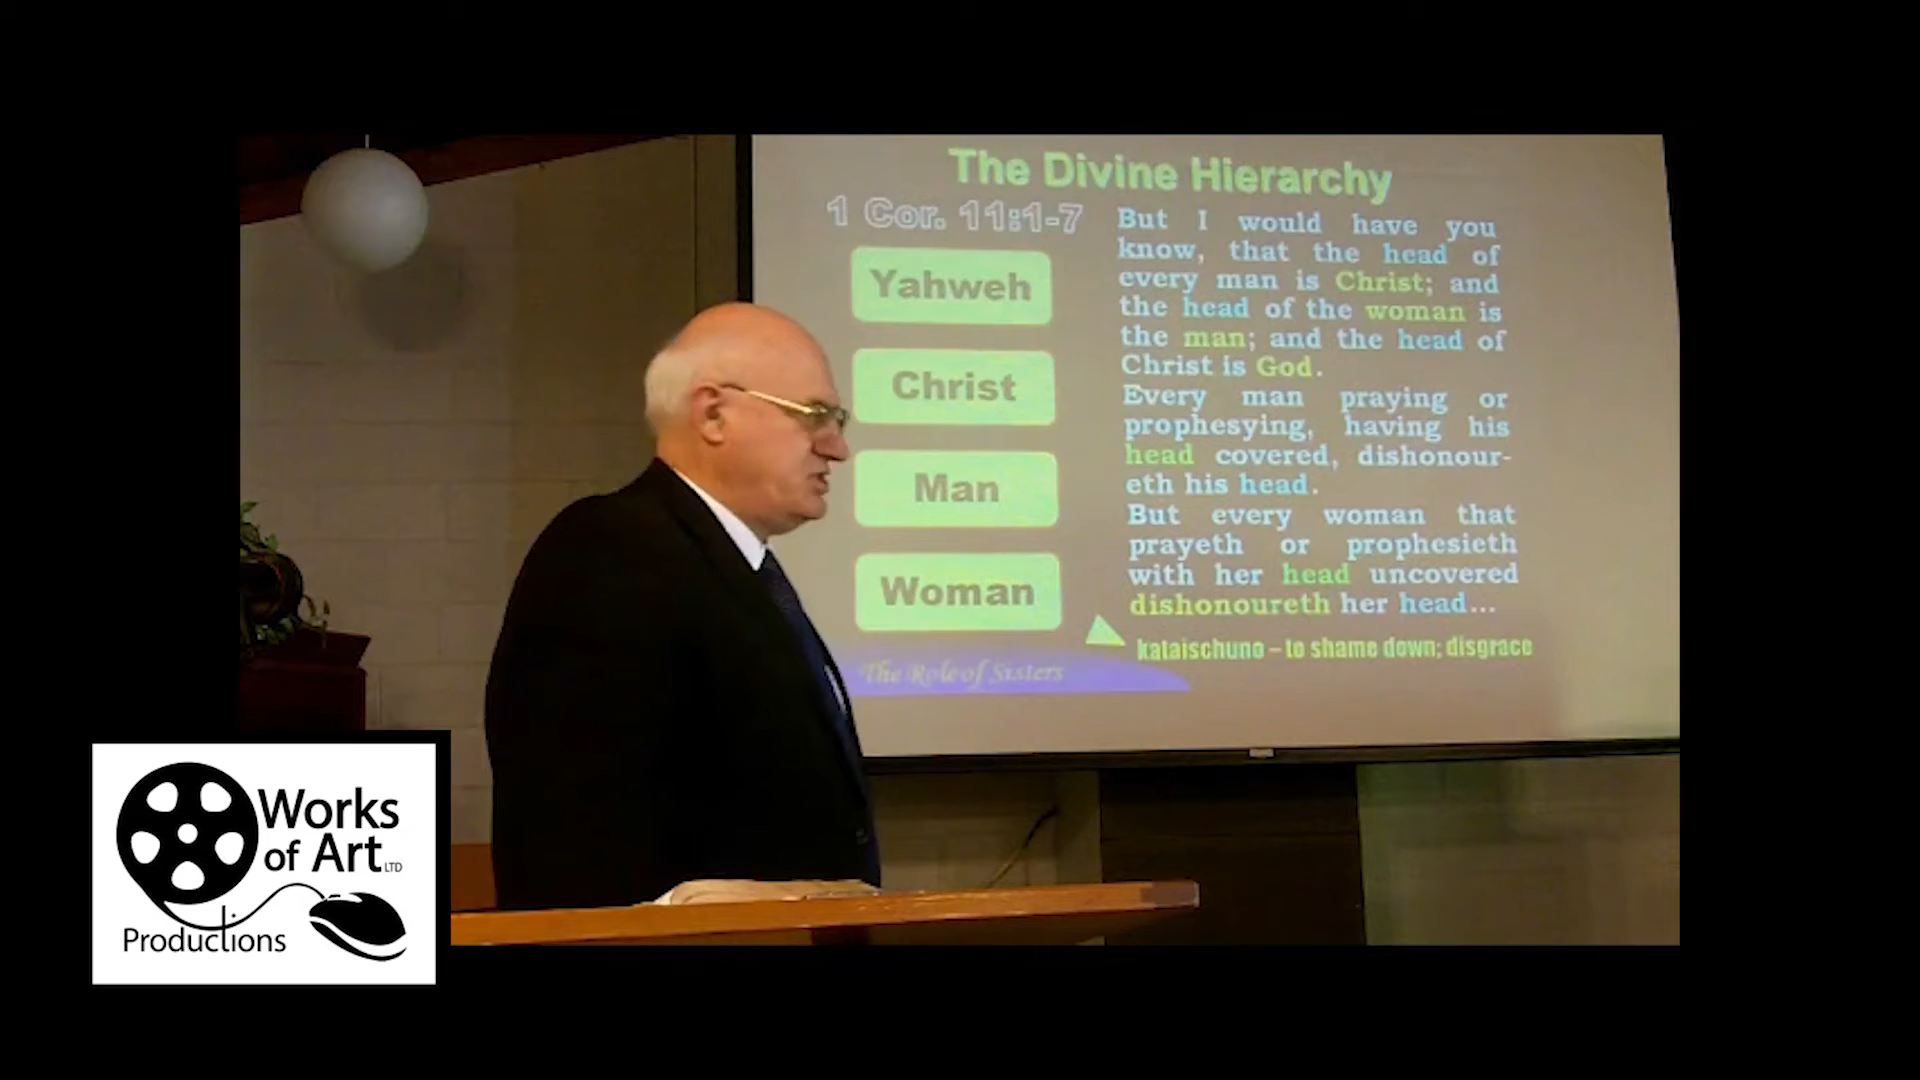 The Divine Hierarchy
1 Cor. 11:1-7
Yahweh
Christ
Man
Woman
But I would have you
know, that the head of
every man is Christ; and
the head of the woman is
the man; and the head of
Christ is God.
Every man praying or
prophesying, having his
head covered, dishonour-
eth his head.
But every woman that
prayeth or prophesieth
with her head uncovered
dishonoureth her head...
kataischuno – to shame down; disgrace
The Role of Sisters
Works
of Art LTD
Productions